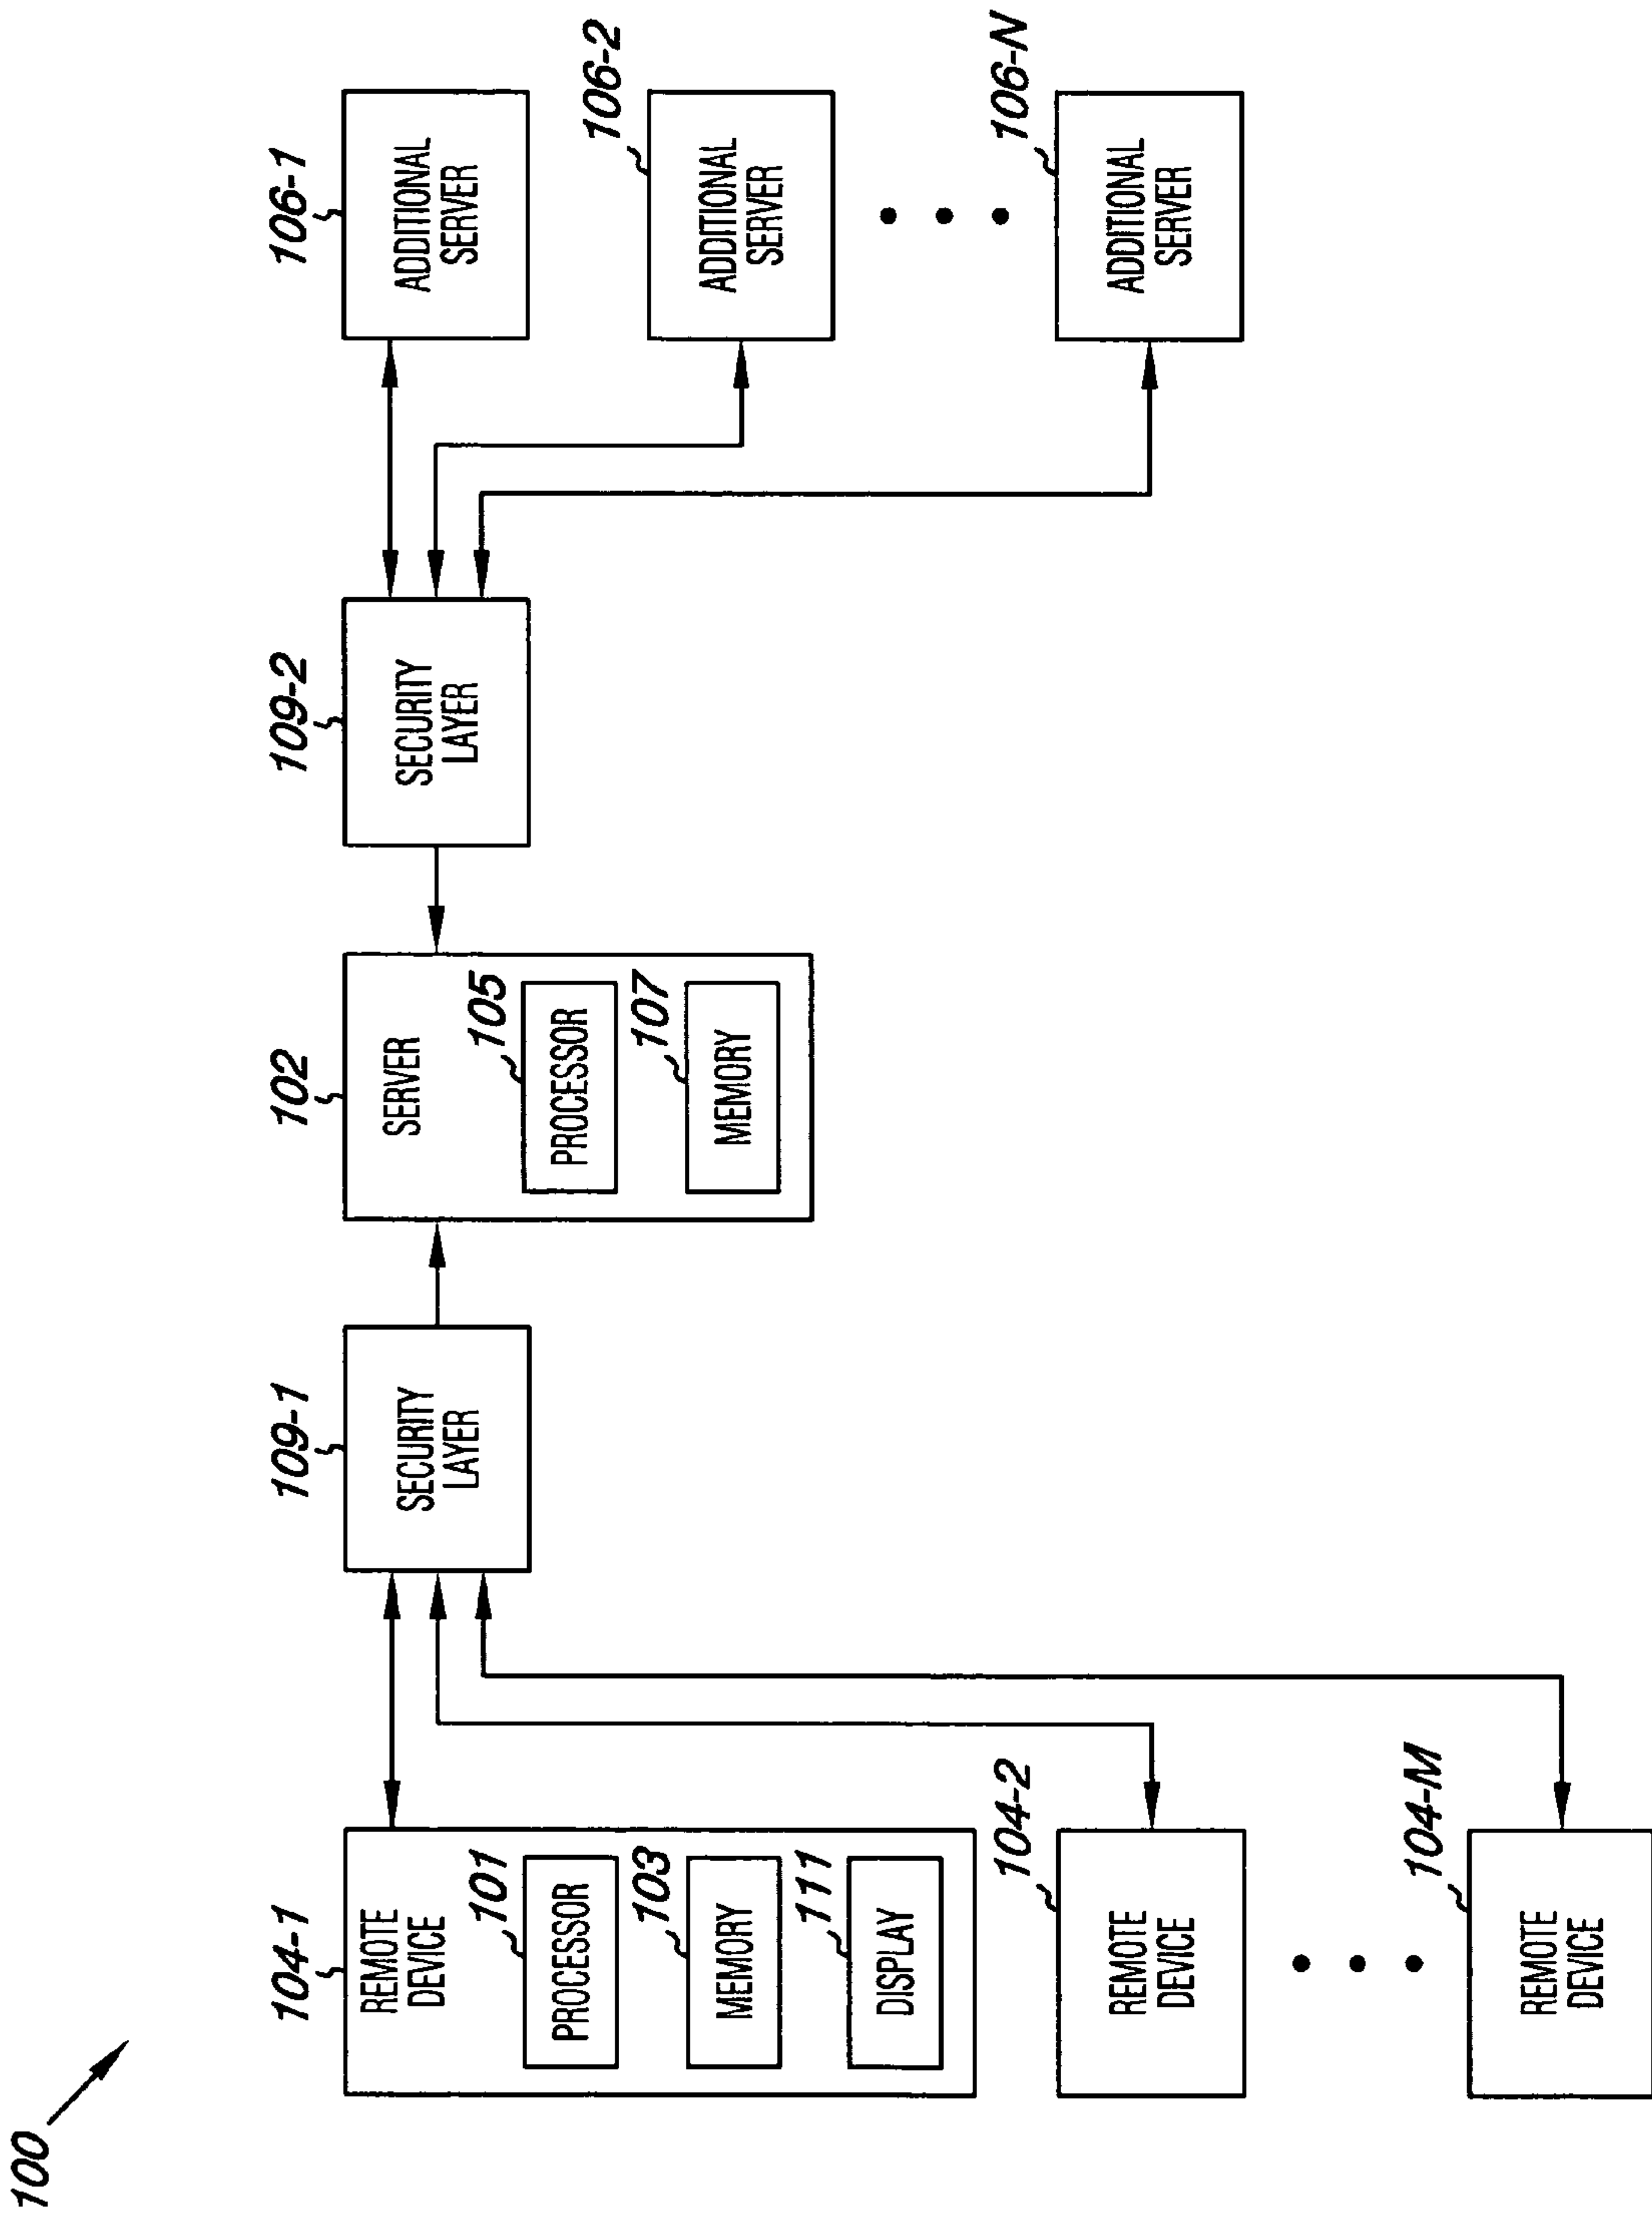 100
104-1
REMOTE
DEVICE
101
PROCESSOR
103
MEMORY
111
DISPLAY
104-2
REMOTE
DEVICE
104-M
REMOTE
DEVICE
109-1
SECURITY
LAYER
102
SERVER
105
PROCESSOR
107
MEMORY
109-2
SECURITY
LAYER
106-1
ADDITIONAL
SERVER
106-2
ADDITIONAL
SERVER
106-N
ADDITIONAL
SERVER